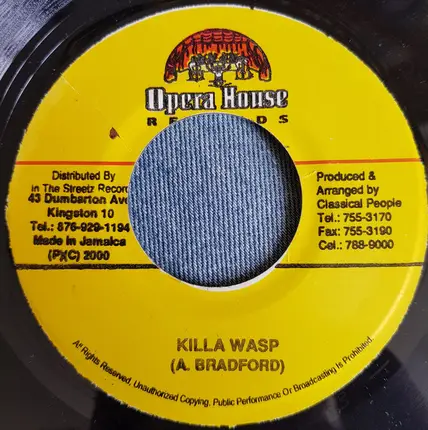 Opera House
RECORDS
Distributed By
in The Streetz Record
43 Dumbarton Ave
Kingston 10
Tel.: 876-929-1194
Made in Jamaica
(P)(C) 2000
Produced &
Arranged by
Classical People
Tel.: 755-3170
Fax: 755-3190
Cel.: 788-9000
KILLA WASP
(A. BRADFORD)
All Rights Reserved. Unauthorized Copying, Public Performance Or Broadcasting Is Prohibited.